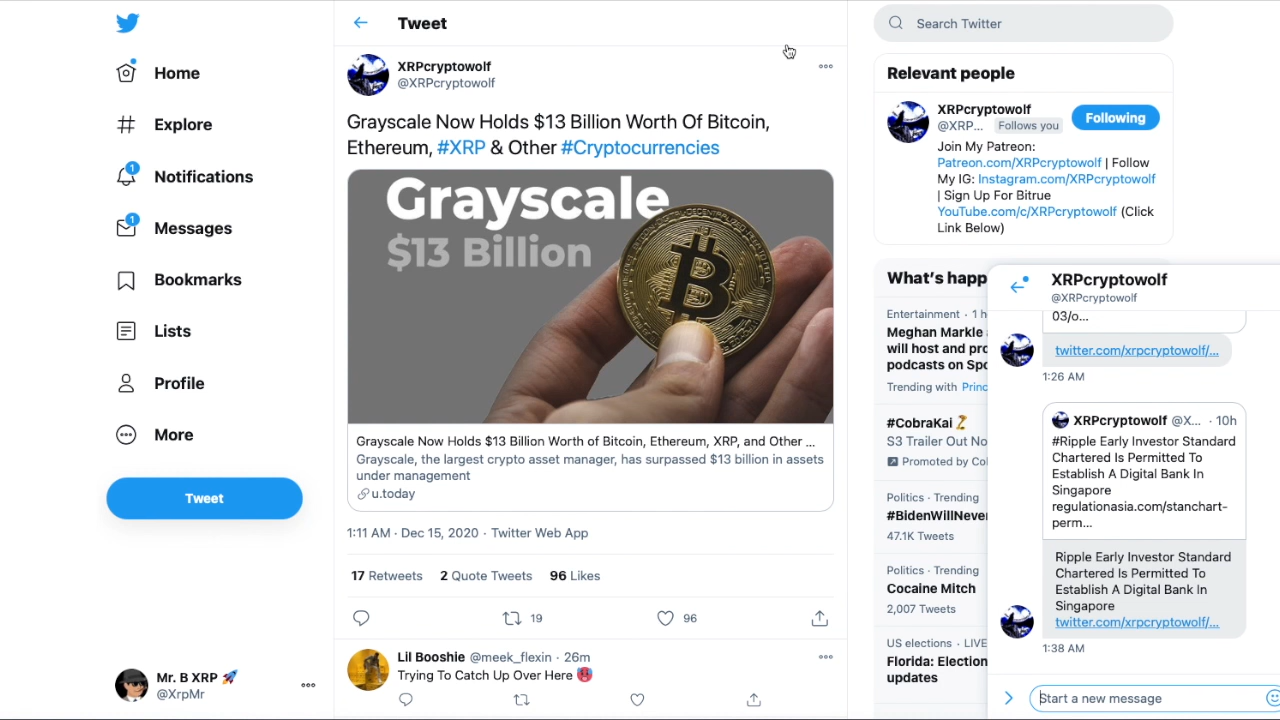 Home
Explore
1
Notifications
1
Messages
Bookmarks
Lists
Profile
More
Tweet
Mr. B XRP 🚀
@XrpMr
Tweet
XRPcryptowolf
@XRPcryptowolf
Grayscale Now Holds $13 Billion Worth Of Bitcoin,
Ethereum, #XRP & Other #Cryptocurrencies
Grayscale
$13 Billion
Grayscale Now Holds $13 Billion Worth of Bitcoin, Ethereum, XRP, and Other ...
Grayscale, the largest crypto asset manager, has surpassed $13 billion in assets
under management
u.today
1:11 AM · Dec 15, 2020 · Twitter Web App
17 Retweets 2 Quote Tweets 96 Likes
19 96
Lil Booshie @meek_flexin · 26m
Trying To Catch Up Over Here 🥵
Search Twitter
Relevant people
XRPcryptowolf
@XRP... Follows you
Following
Join My Patreon:
Patreon.com/XRPcryptowolf | Follow
My IG: Instagram.com/XRPcryptowolf
| Sign Up For Bitrue
YouTube.com/c/XRPcryptowolf (Click
Link Below)
What's happ
Entertainment · 1 h
Meghan Markle
will host and pro
podcasts on Spo
Trending with Princ
#CobraKai
S3 Trailer Out No
Promoted by Col
Politics · Trending
#BidenWillNever
47.1K Tweets
Politics · Trending
Cocaine Mitch
2,007 Tweets
US elections · LIVE
Florida: Election
updates
XRPcryptowolf
@XRPcryptowolf
03/o...
twitter.com/xrpcryptowolf/...
1:26 AM
XRPcryptowolf @X... · 10h
#Ripple Early Investor Standard
Chartered Is Permitted To
Establish A Digital Bank In
Singapore
regulationasia.com/stanchart-
perm...
Ripple Early Investor Standard
Chartered Is Permitted To
Establish A Digital Bank In
Singapore
twitter.com/xrpcryptowolf/...
1:38 AM
Start a new message